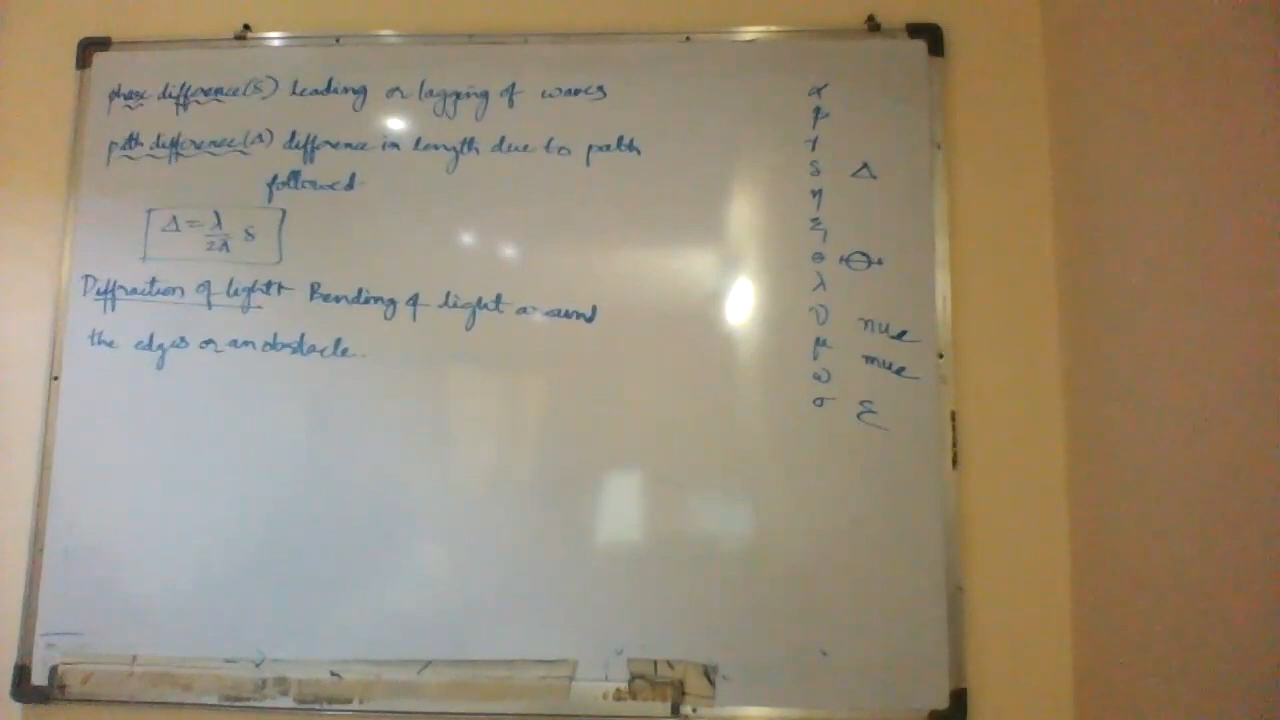 phase difference(δ) leading or lagging of waves
path difference(Δ) difference in length due to path
followed
Δ = λ/2π δ
Diffraction of light Bending of light around
the edges or an obstacle.
α
β
γ
δ Δ
η
ξ
θ
λ
ν nue
μ mue
ω
σ Σ